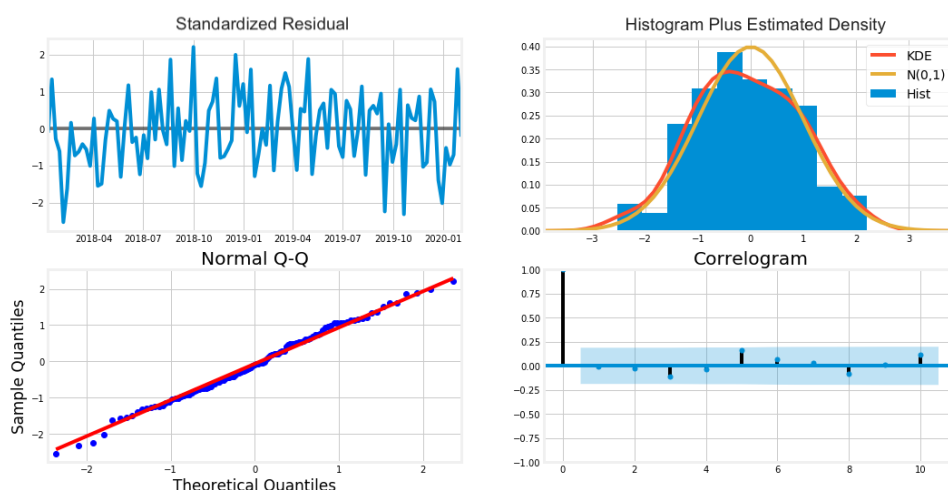 Standardized Residual
2
1
0
−1
−2
2018-04 2018-07 2018-10 2019-01 2019-04 2019-07 2019-10 2020-01
Histogram Plus Estimated Density
0.40
0.35
0.30
0.25
0.20
0.15
0.10
0.05
0.00
KDE
N(0,1)
Hist
−3 −2 −1 0 1 2 3
Normal Q-Q
Sample Quantiles
2
1
0
−1
−2
−2 −1 0 1 2
Theoretical Quantiles
Correlogram
1.00
0.75
0.50
0.25
0.00
−0.25
−0.50
−0.75
−1.00
0 2 4 6 8 10